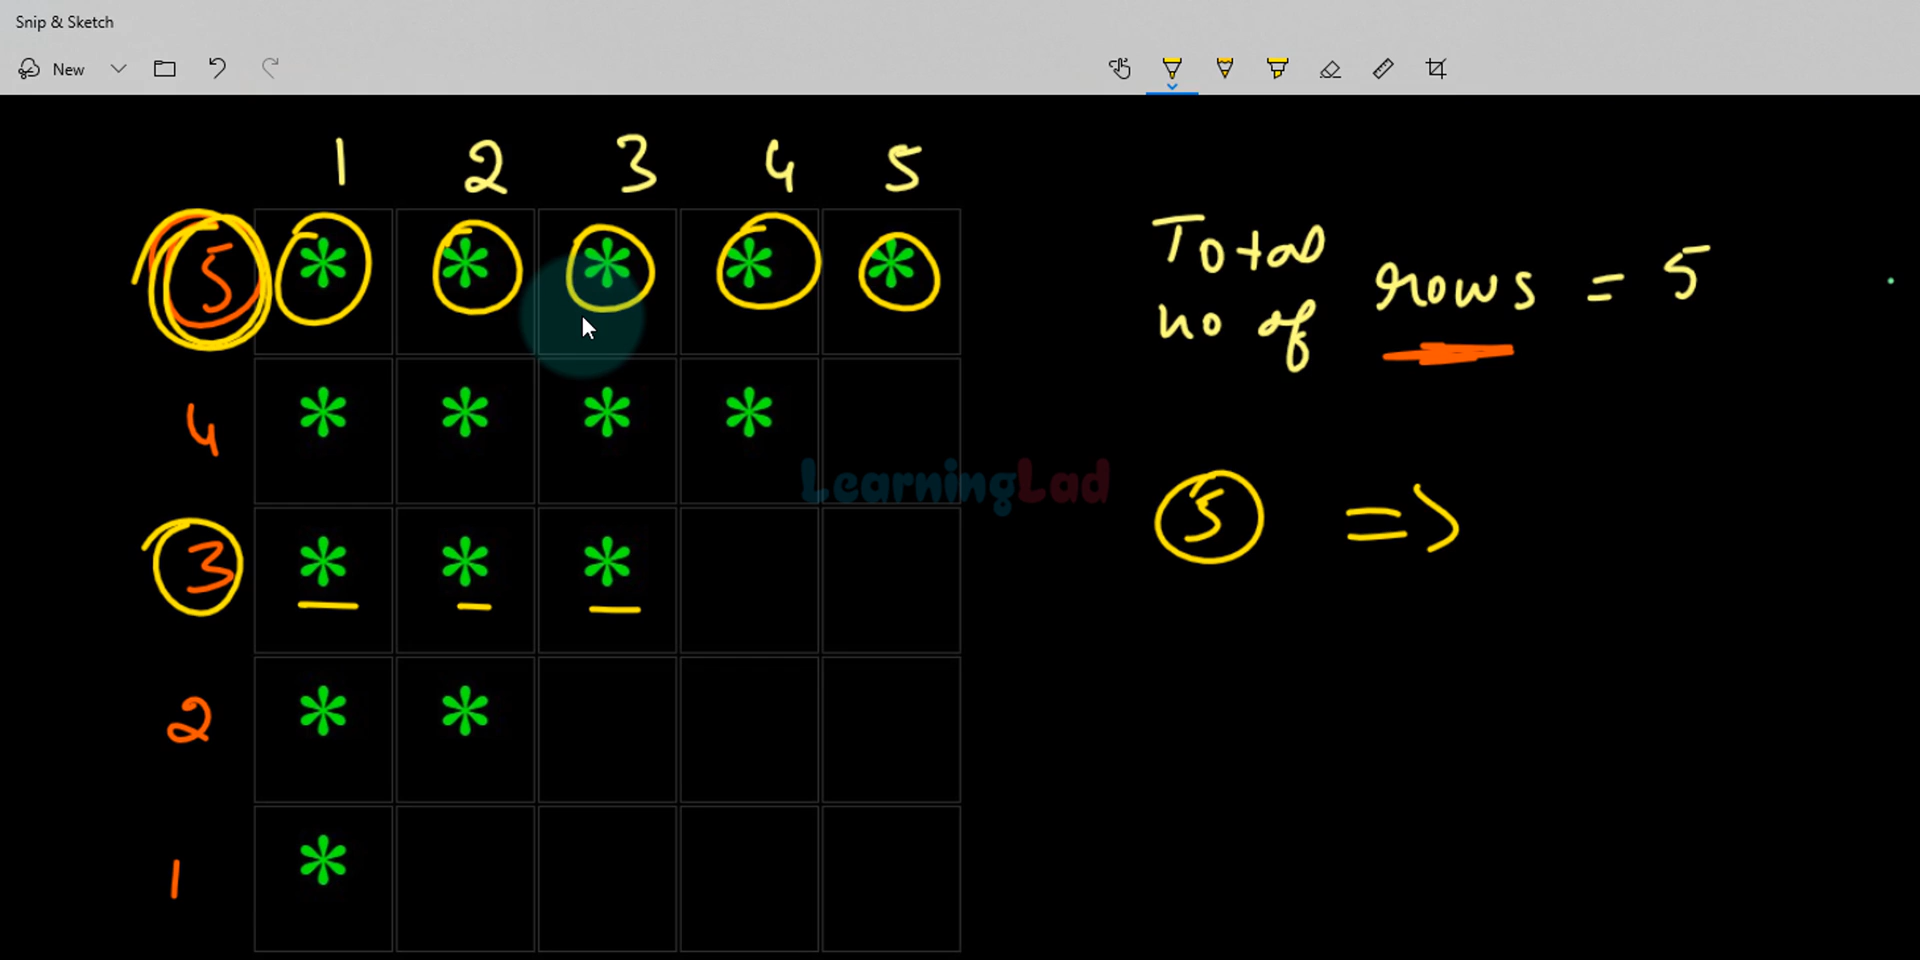 Snip & Sketch
New
1 2 3 4 5
5 * * * * *
4 * * * *
3 * * *
2 * *
1 *
Total
no of rows = 5
5 =>
LearningLad